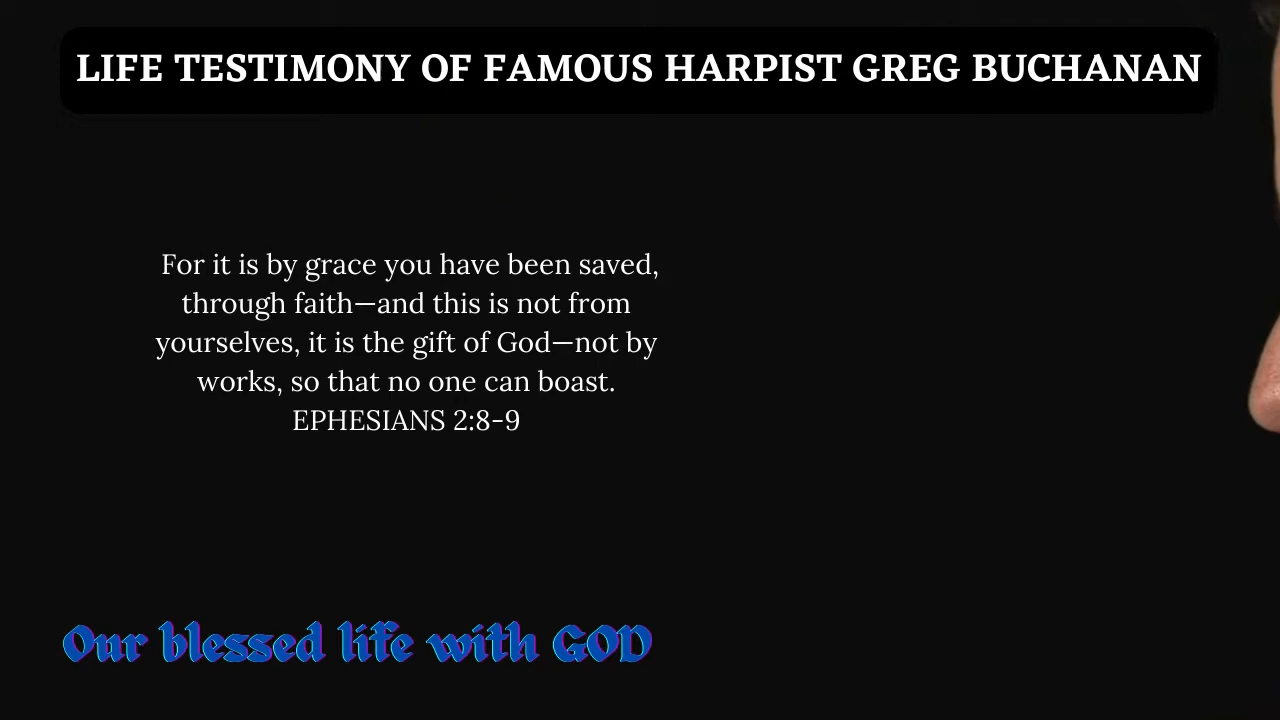 LIFE TESTIMONY OF FAMOUS HARPIST GREG BUCHANAN
For it is by grace you have been saved,
through faith—and this is not from
yourselves, it is the gift of God—not by
works, so that no one can boast.
EPHESIANS 2:8-9
Our blessed life with GOD